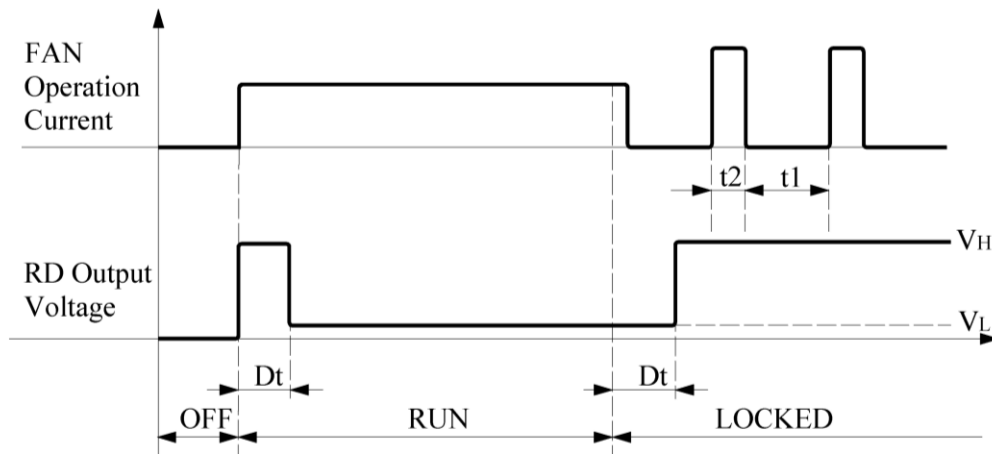 FAN
Operation
Current
t2
t1
RD Output
Voltage
VH
VL
Dt
Dt
OFF
RUN
LOCKED